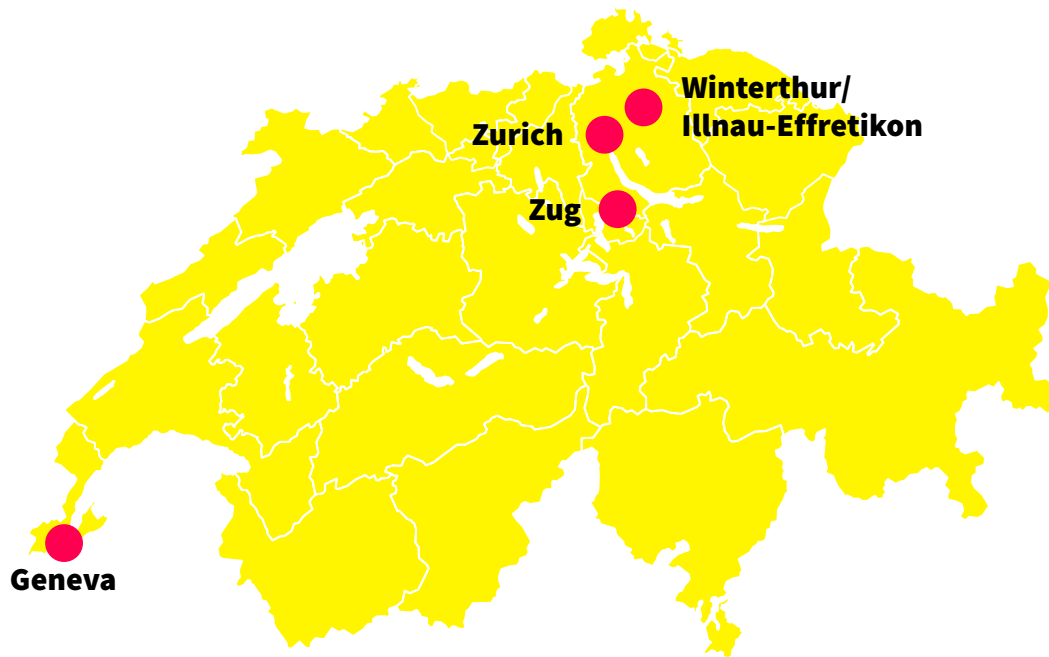 Winterthur/
Illnau-Effretikon
Zurich
Zug
Geneva